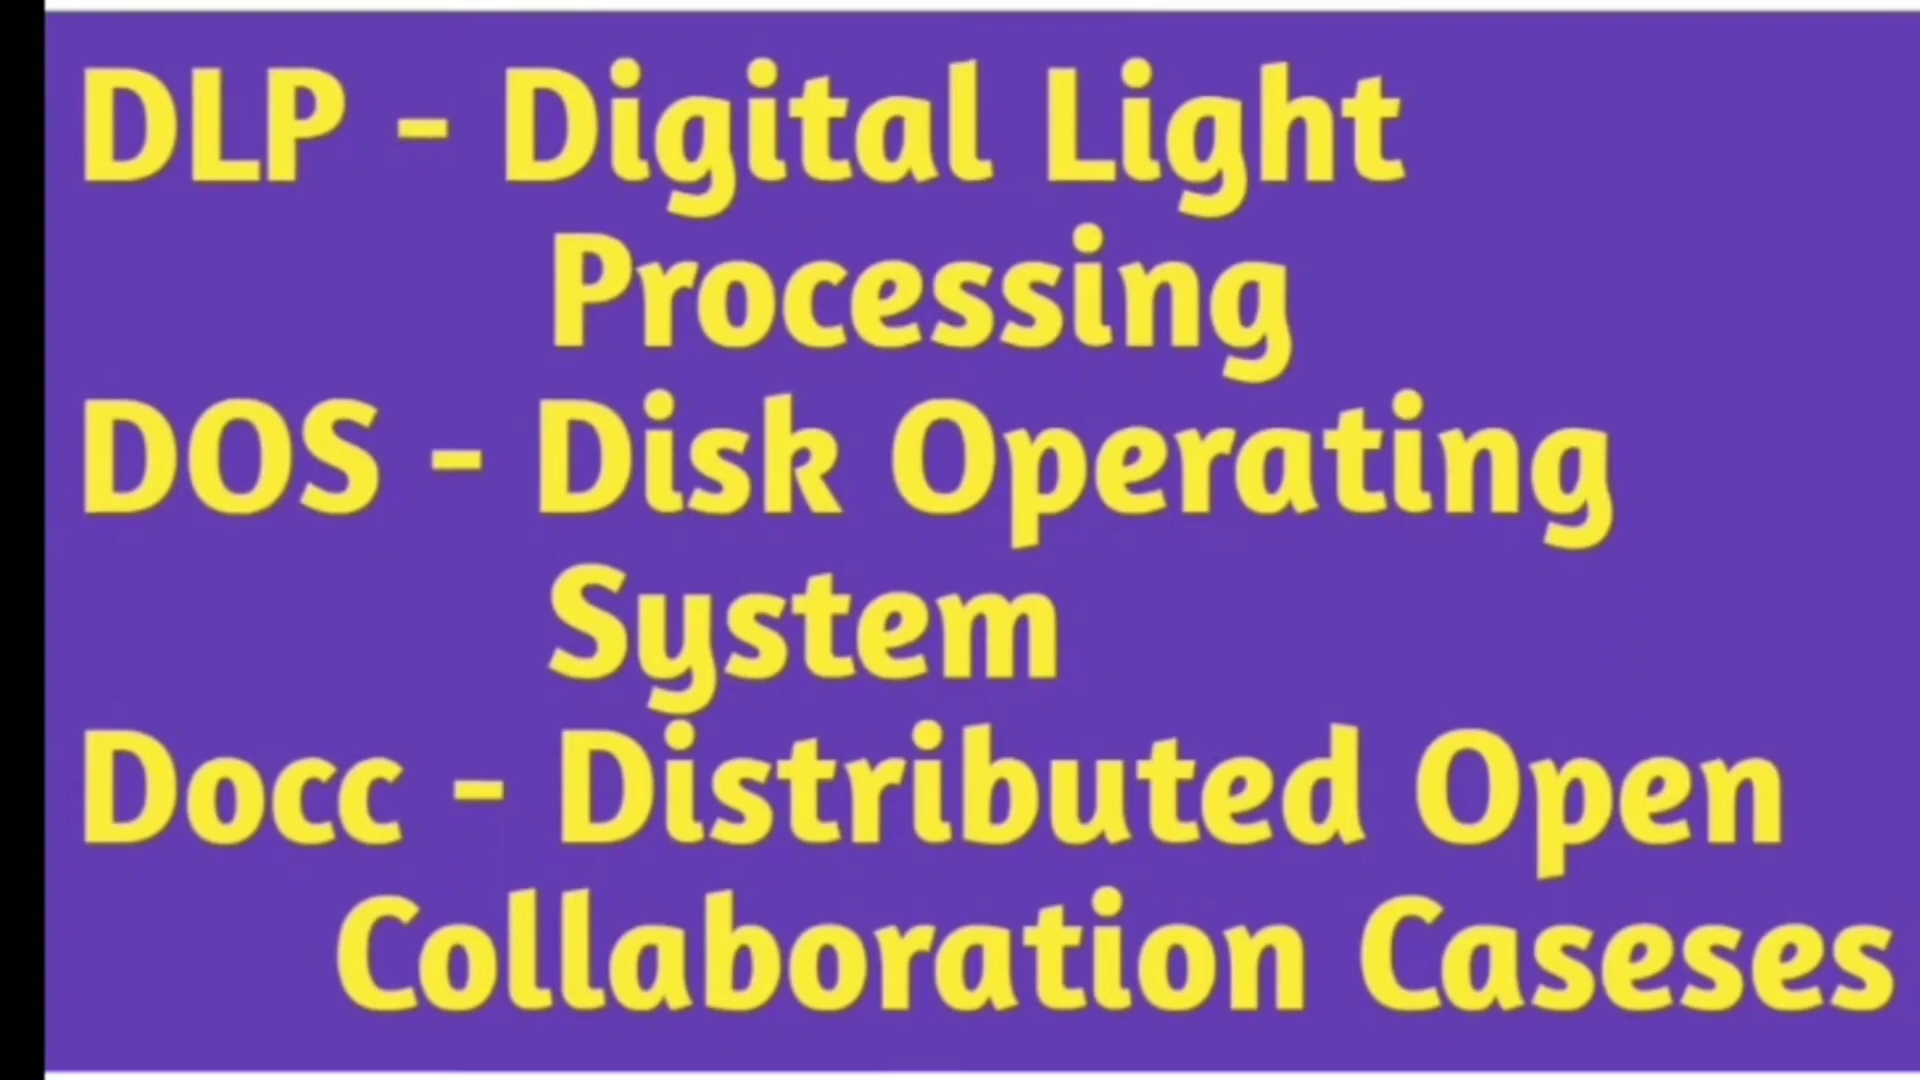 DLP - Digital Light
Processing
DOS - Disk Operating
System
Docc - Distributed Open
Collaboration Caseses